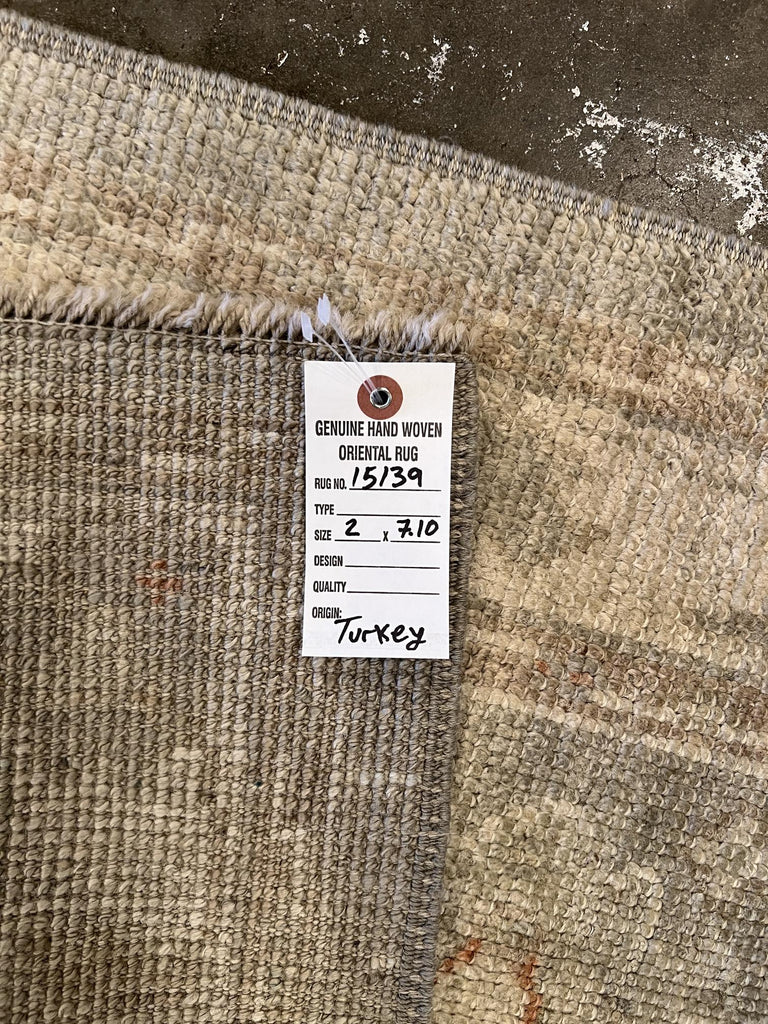 GENUINE HAND WOVEN
ORIENTAL RUG
RUG NO. 15139
TYPE
SIZE 2 x 7.10
DESIGN
QUALITY
ORIGIN:
Turkey